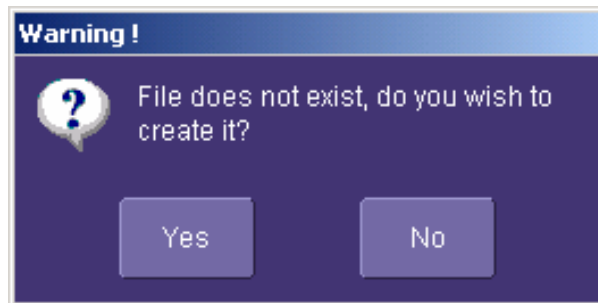 Warning !
File does not exist, do you wish to
create it?
Yes No